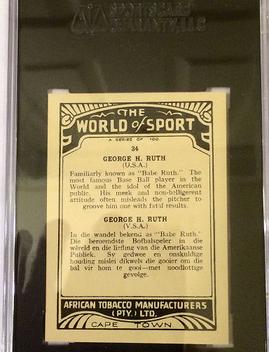 SPORTSCARD
GUARANTY LLC
THE
WORLD of SPORT
A SERIES OF 100.
34
GEORGE H. RUTH
(U.S.A.)
Familiarly known as "Babe Ruth." The
most famous Base Ball player in the
World and the idol of the American
public. His meek and non-belligerent
attitude often misleads the pitcher to
groove him one with fatal results.
GEORGE H. RUTH
(V.S.A.)
In die wandel bekend as "Babe Ruth."
Die beroemdste Bofbalspeler in die
wêreld en die liefling van die Amerikaanse
Publiek. Sy gedwee en onskuldige
houding mislei dikwels die gooier om die
bal vir hom te gooi—met noodlottige
gevolge.
AFRICAN TOBACCO MANUFACTURERS
(PTY.) LTD.
CAPE TOWN